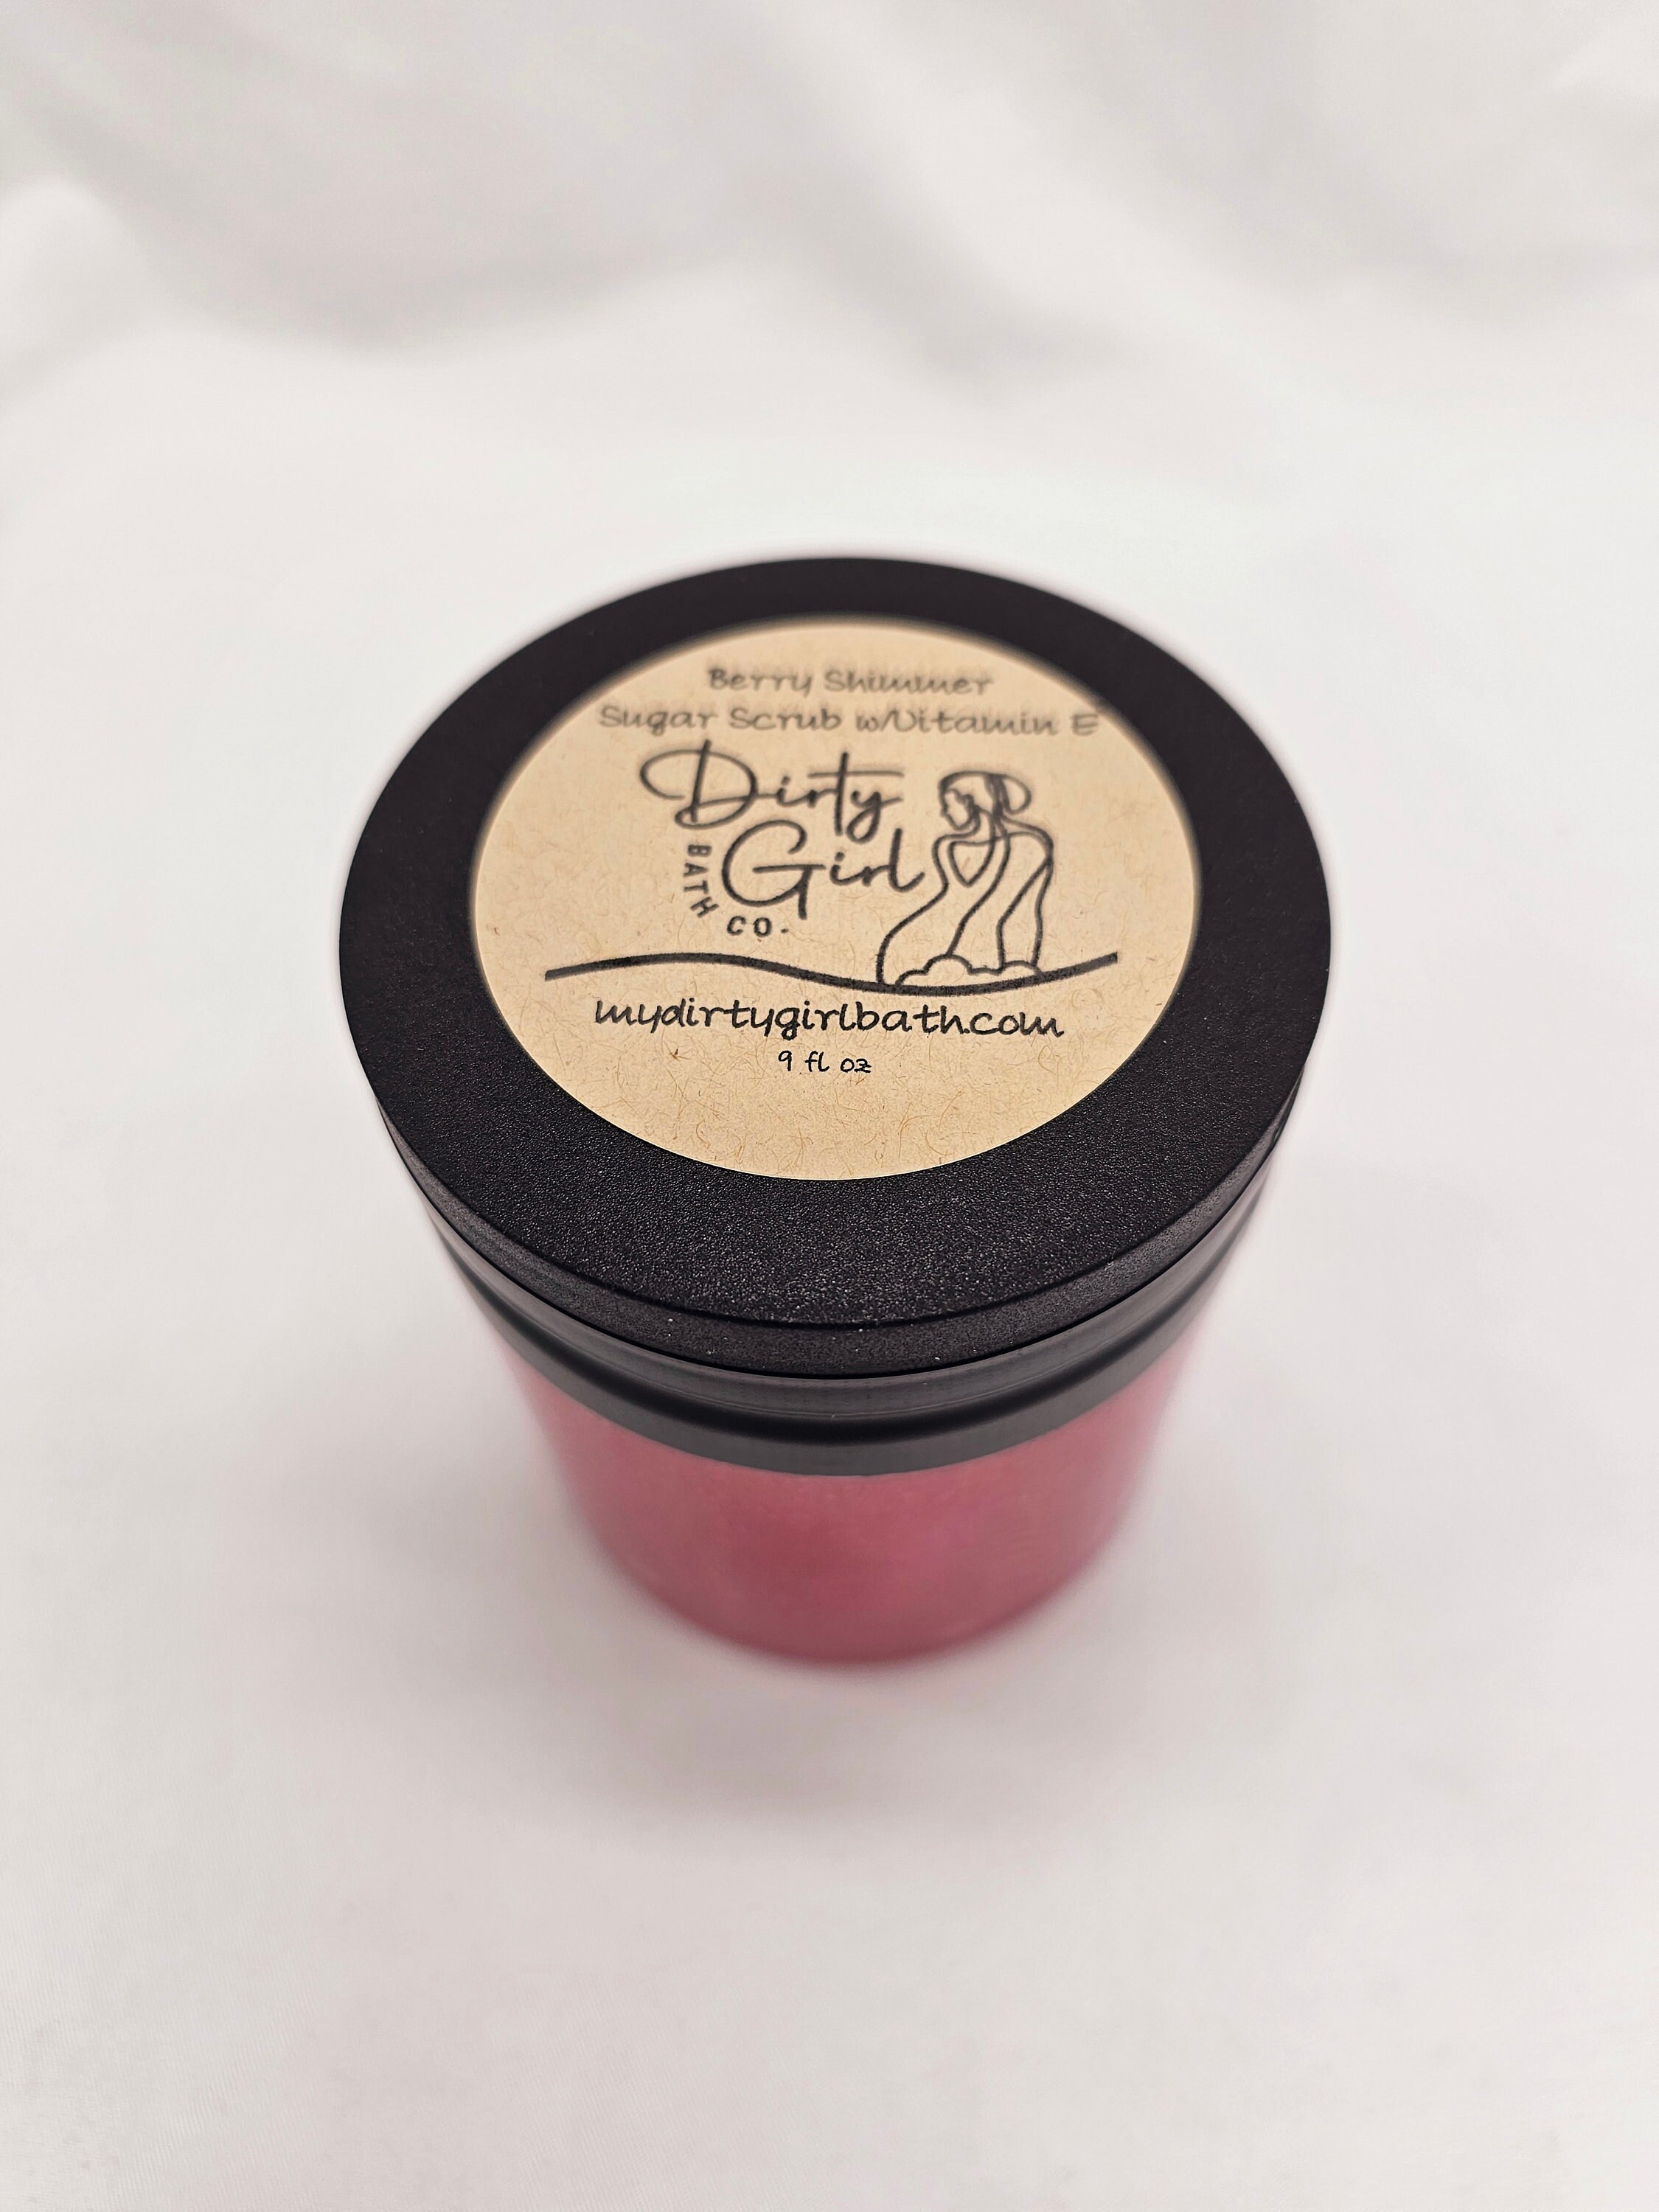 Berry Shimmer
Sugar Scrub w/Vitamin E
Dirty
Girl
BATH CO.
mydirtygirlbath.com
9 fl oz